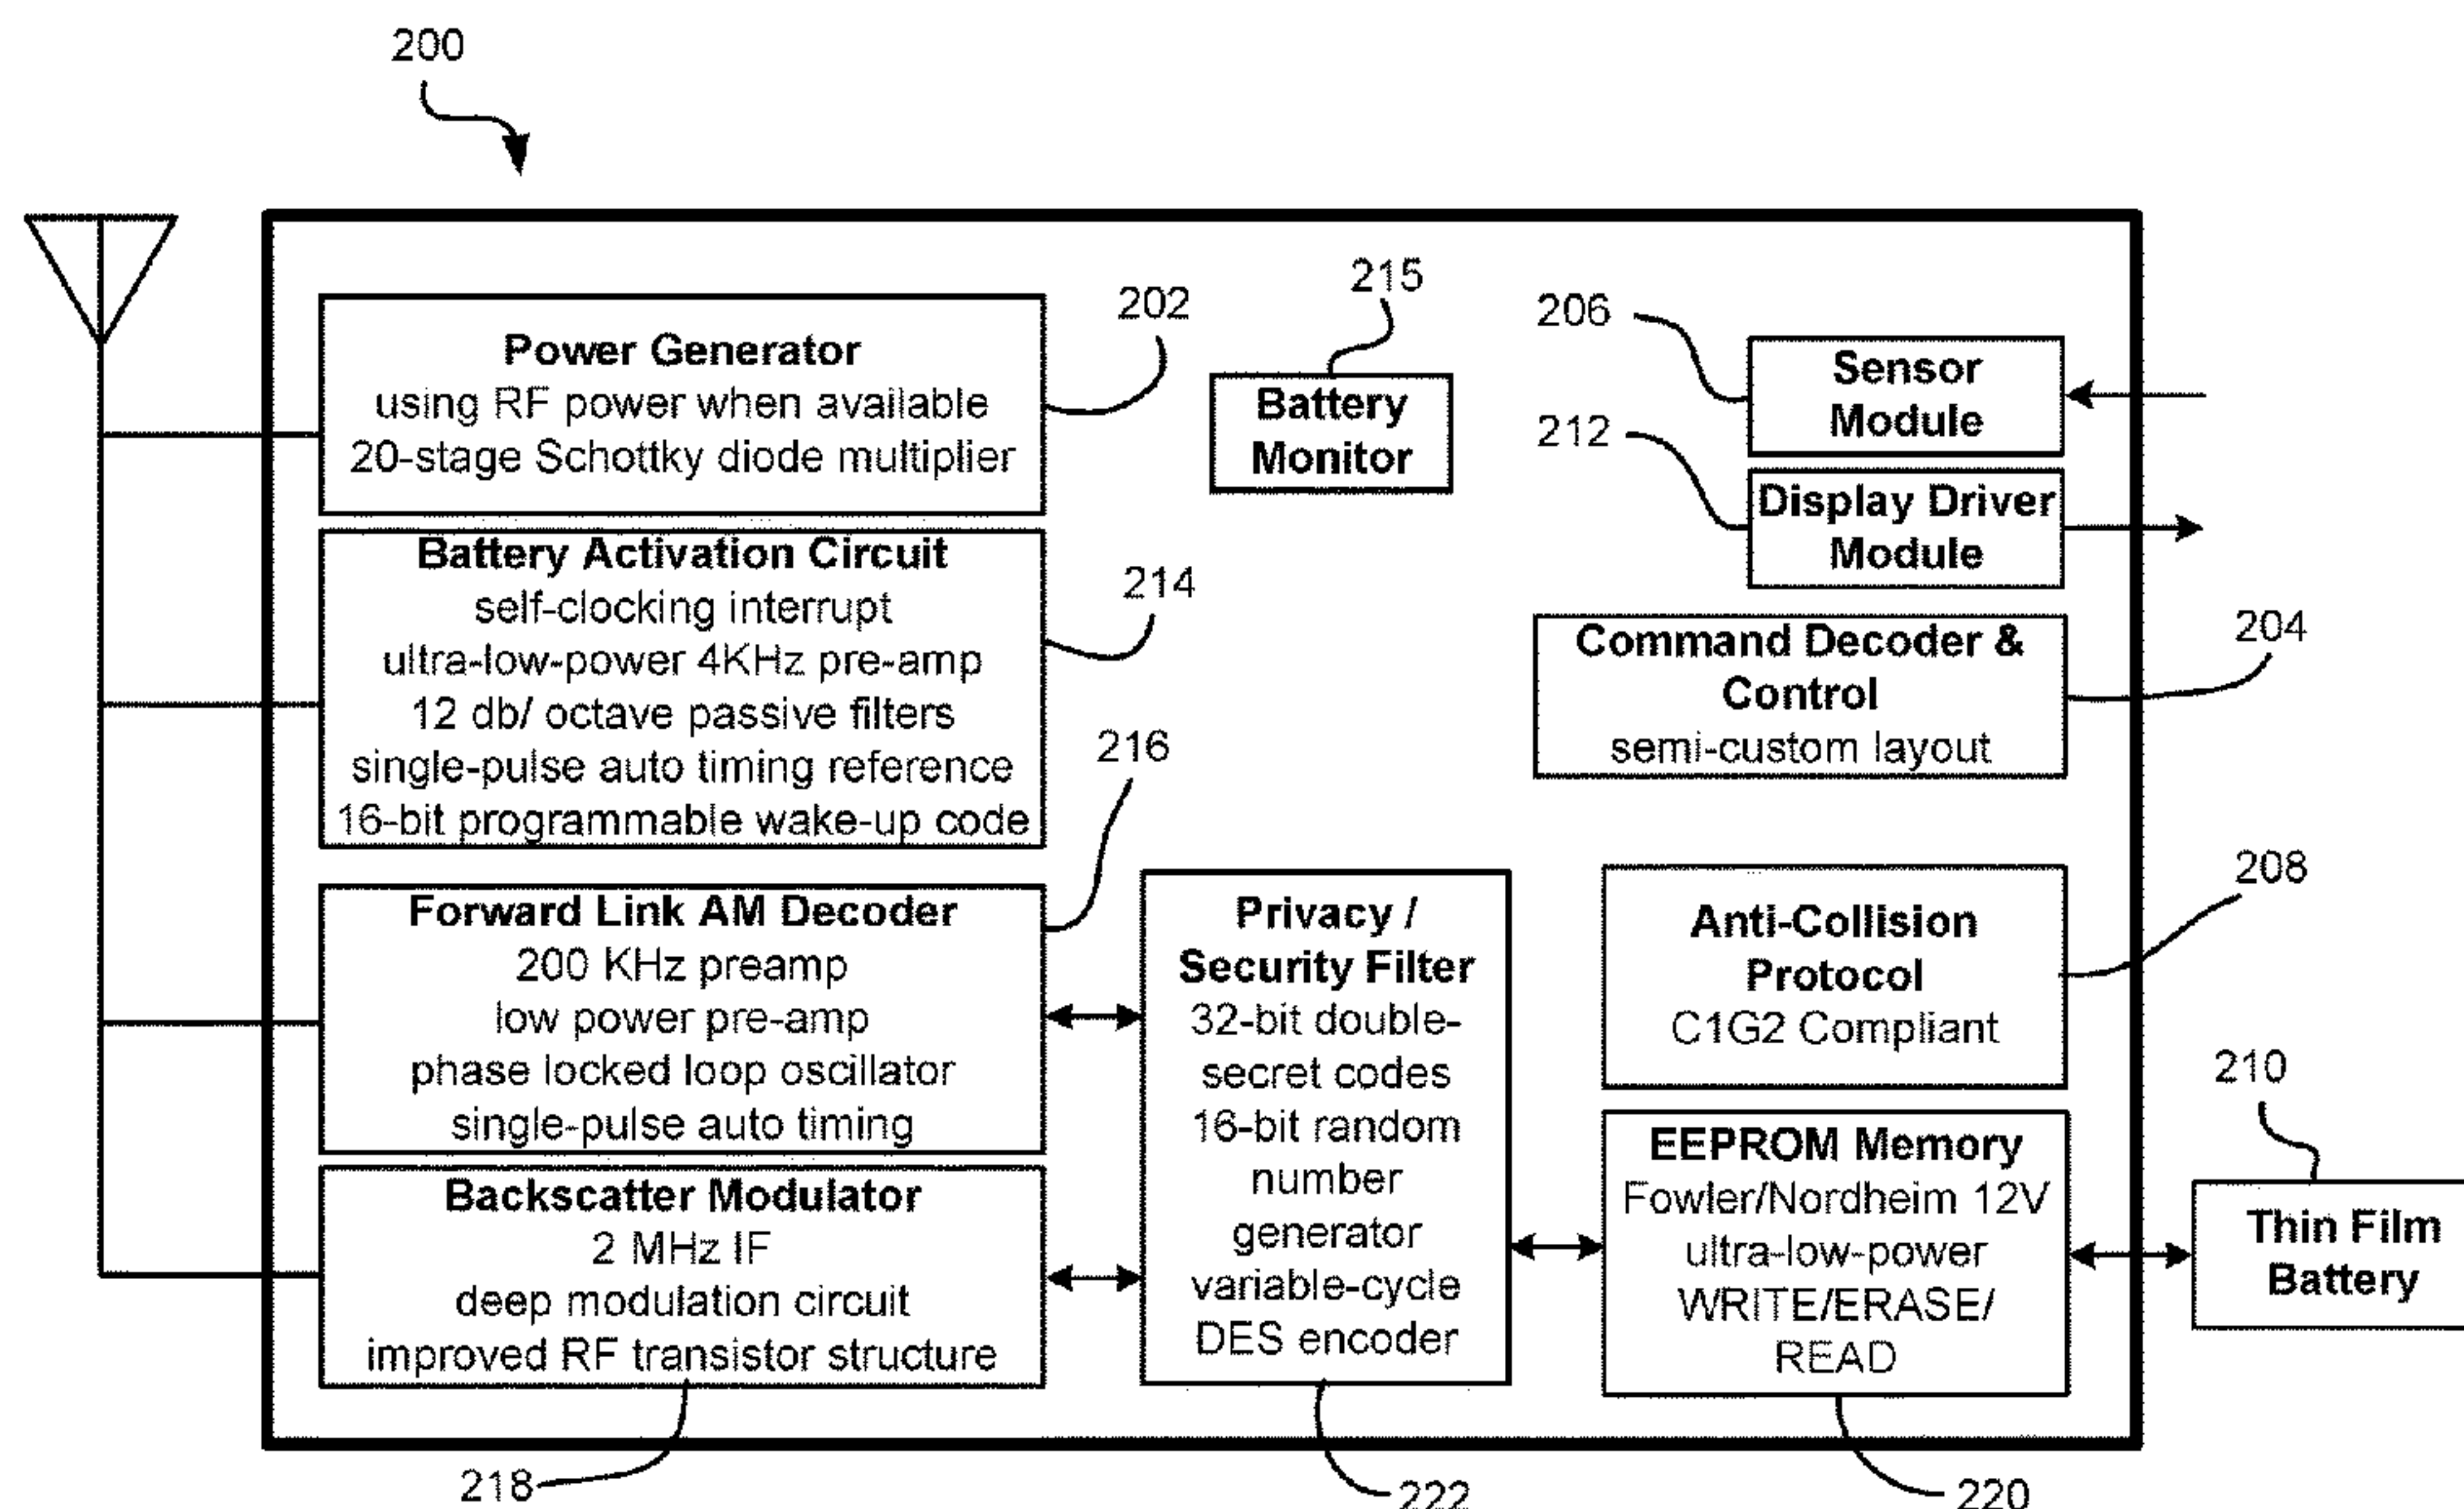 200
202
Power Generator
using RF power when available
20-stage Schottky diode multiplier
215
Battery
Monitor
206
Sensor
Module
212
Display Driver
Module
214
Battery Activation Circuit
self-clocking interrupt
ultra-low-power 4KHz pre-amp
12 db/ octave passive filters
single-pulse auto timing reference
16-bit programmable wake-up code
204
Command Decoder &
Control
semi-custom layout
216
Forward Link AM Decoder
200 KHz preamp
low power pre-amp
phase locked loop oscillator
single-pulse auto timing
Privacy /
Security Filter
32-bit double-
secret codes
16-bit random
number
generator
variable-cycle
DES encoder
208
Anti-Collision
Protocol
C1G2 Compliant
210
Thin Film
Battery
Backscatter Modulator
2 MHz IF
deep modulation circuit
improved RF transistor structure
EEPROM Memory
Fowler/Nordheim 12V
ultra-low-power
WRITE/ERASE/
READ
218
222
220